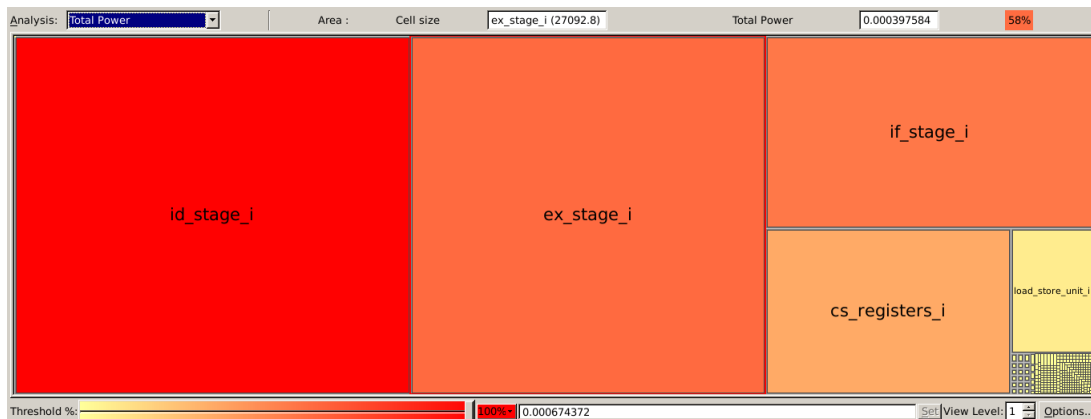 Analysis: Total Power Area : Cell size ex_stage_i (27092.8) Total Power 0.000397584 58%
if_stage_i
id_stage_i ex_stage_i
load_store_unit_i
cs_registers_i
Threshold %: 100% 0.000674372 Set View Level: 1 Options